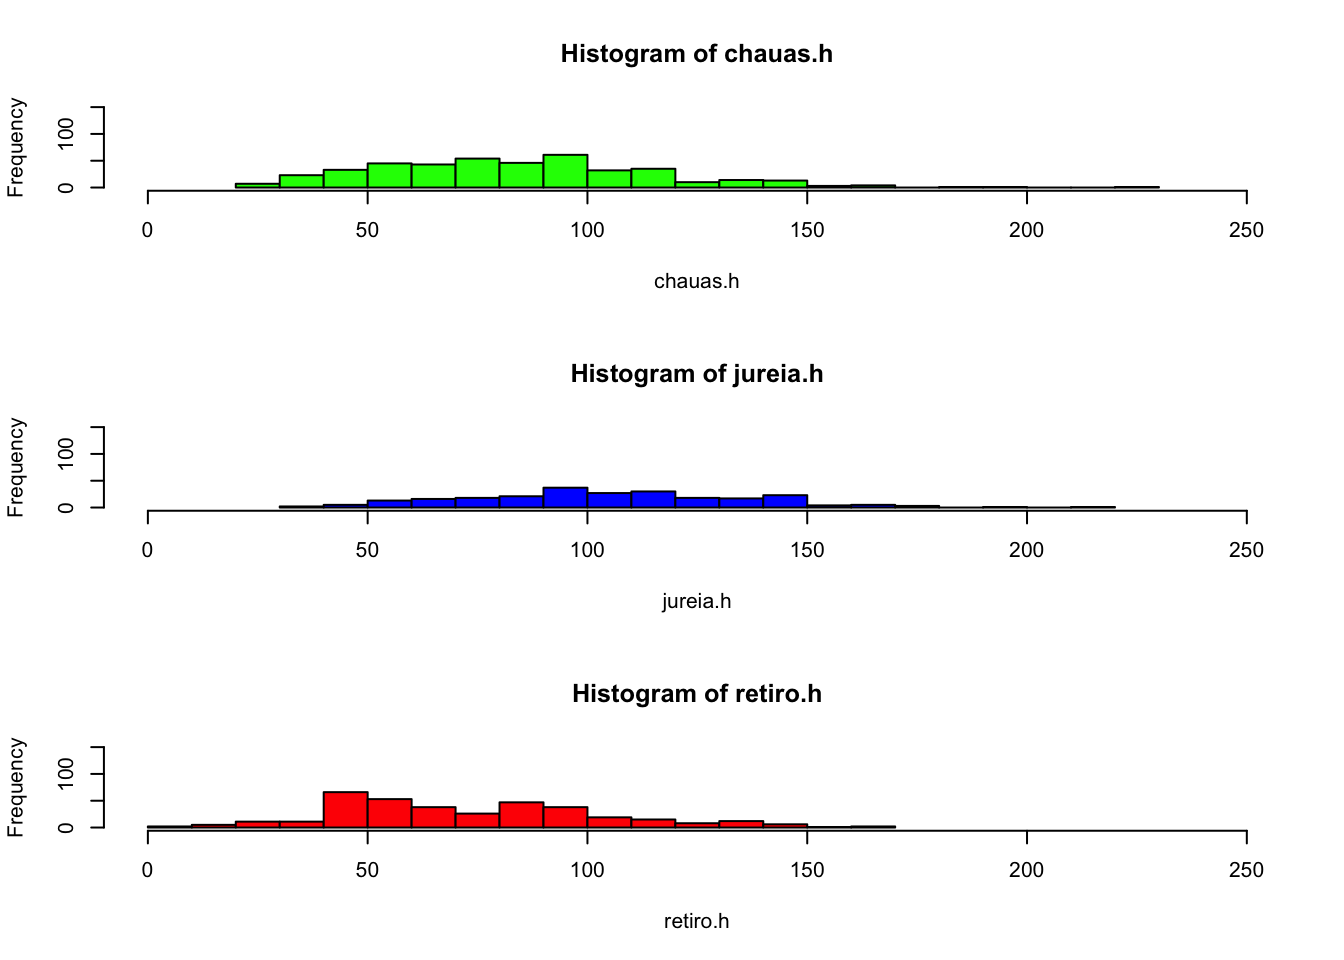 Histogram of chauas.h
Frequency
100
0
0 50 100 150 200 250
chauas.h
Histogram of jureia.h
Frequency
100
0
0 50 100 150 200 250
jureia.h
Histogram of retiro.h
Frequency
100
0
0 50 100 150 200 250
retiro.h